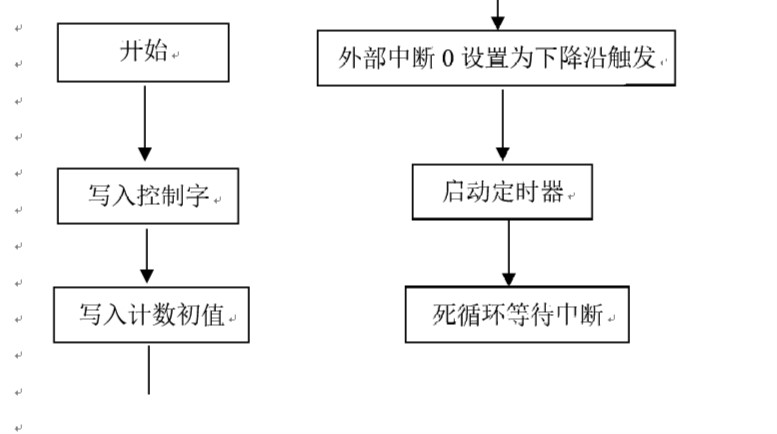 开始
写入控制字
写入计数初值
外部中断 0 设置为下降沿触发
启动定时器
死循环等待中断